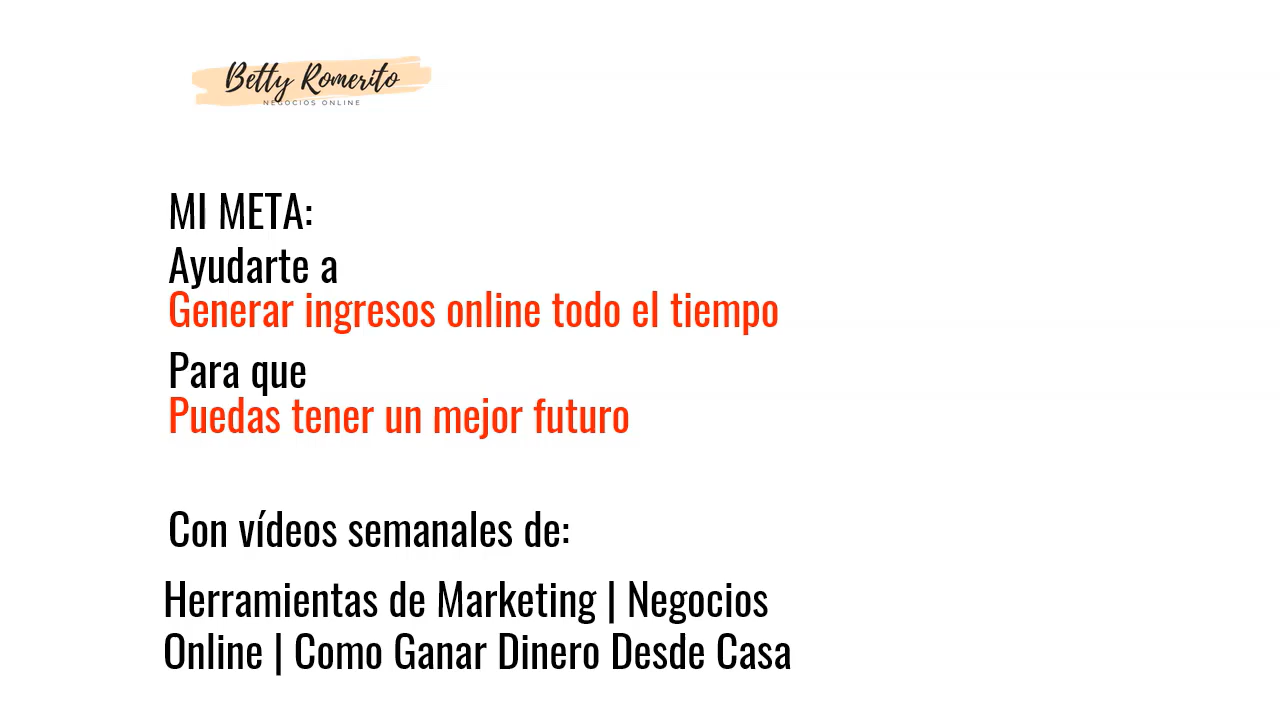 Betty Romerito
NEGOCIOS ONLINE
MI META:
Ayudarte a
Generar ingresos online todo el tiempo
Para que
Puedas tener un mejor futuro
Con vídeos semanales de:
Herramientas de Marketing | Negocios
Online | Como Ganar Dinero Desde Casa